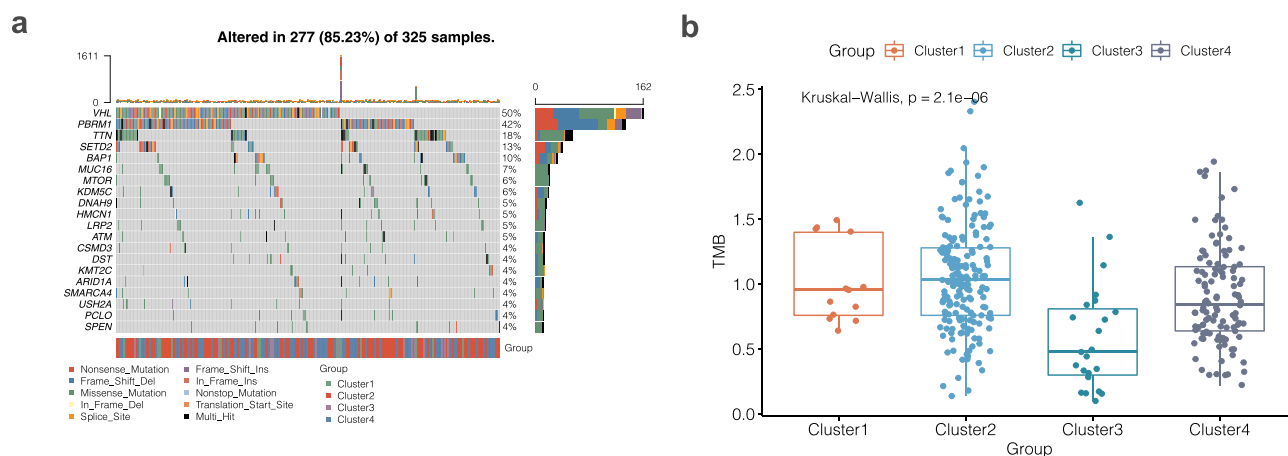 a
Altered in 277 (85.23%) of 325 samples.
1611
0
0 162
VHL 50%
PBRM1 42%
TTN 18%
SETD2 13%
BAP1 10%
MUC16 7%
MTOR 6%
KDM5C 6%
DNAH9 5%
HMCN1 5%
LRP2 5%
ATM 5%
CSMD3 4%
DST 4%
KMT2C 4%
ARID1A 4%
SMARCA4 4%
USH2A 4%
PCLO 4%
SPEN 4%
Group
Nonsense_Mutation
Frame_Shift_Del
Missense_Mutation
In_Frame_Del
Splice_Site
Frame_Shift_Ins
In_Frame_Ins
Nonstop_Mutation
Translation_Start_Site
Multi_Hit
Group
Cluster1
Cluster2
Cluster3
Cluster4
b
Group Cluster1 Cluster2 Cluster3 Cluster4
Kruskal−Wallis, p = 2.1e−06
TMB
2.5
2.0
1.5
1.0
0.5
0.0
Cluster1 Cluster2 Cluster3 Cluster4
Group